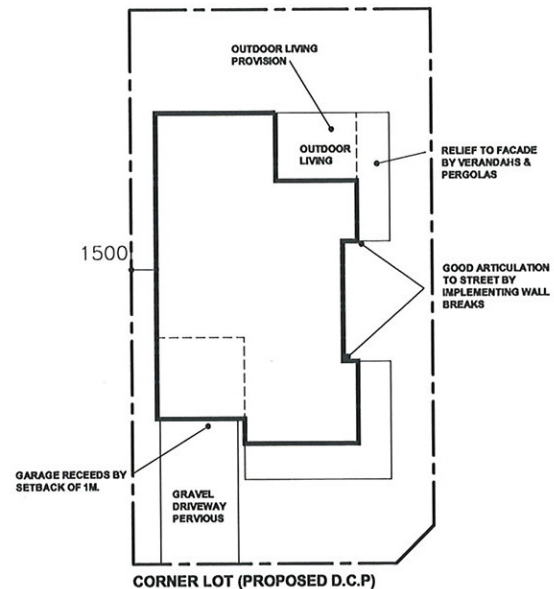 OUTDOOR LIVING
PROVISION
OUTDOOR
LIVING
RELIEF TO FACADE
BY VERANDAHS &
PERGOLAS
1500
GOOD ARTICULATION
TO STREET BY
IMPLEMENTING WALL
BREAKS
GARAGE RECEEDS BY
SETBACK OF 1M.
GRAVEL
DRIVEWAY
PERVIOUS
CORNER LOT (PROPOSED D.C.P)